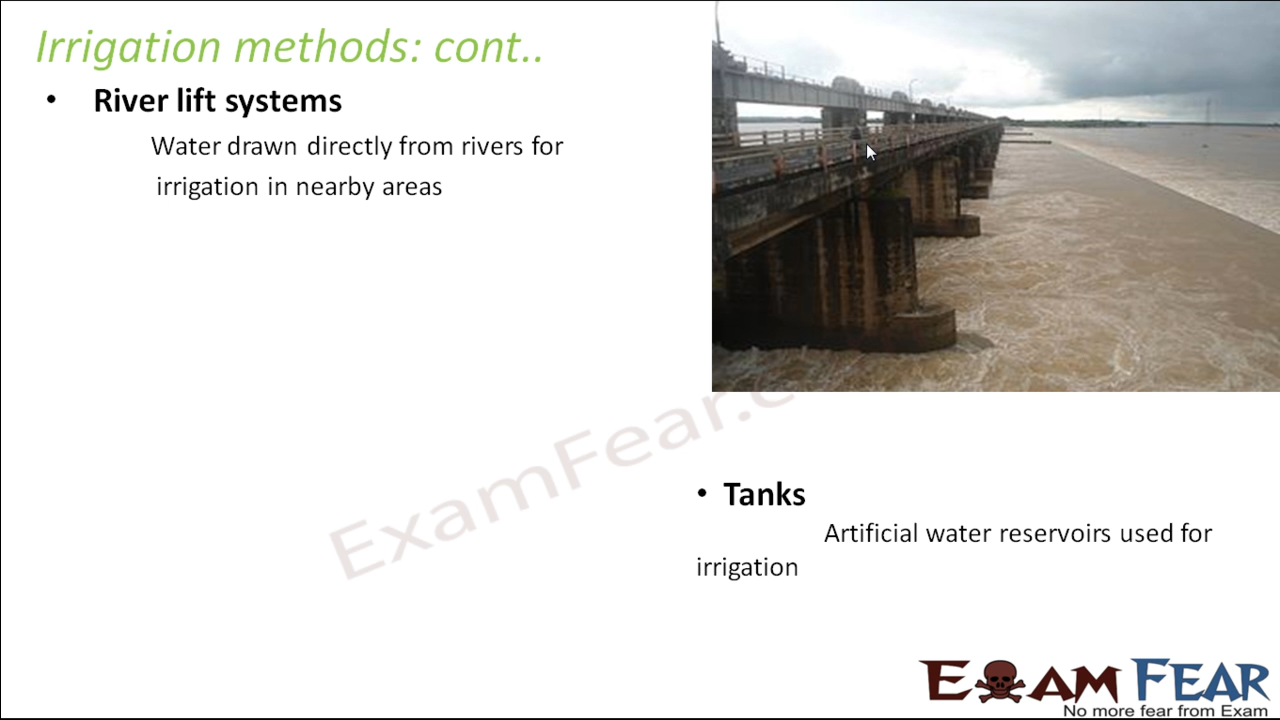 Irrigation methods: cont..
• River lift systems
Water drawn directly from rivers for
irrigation in nearby areas
ExamFear.c
• Tanks
Artificial water reservoirs used for
irrigation
EXAM FEAR
No more fear from Exam